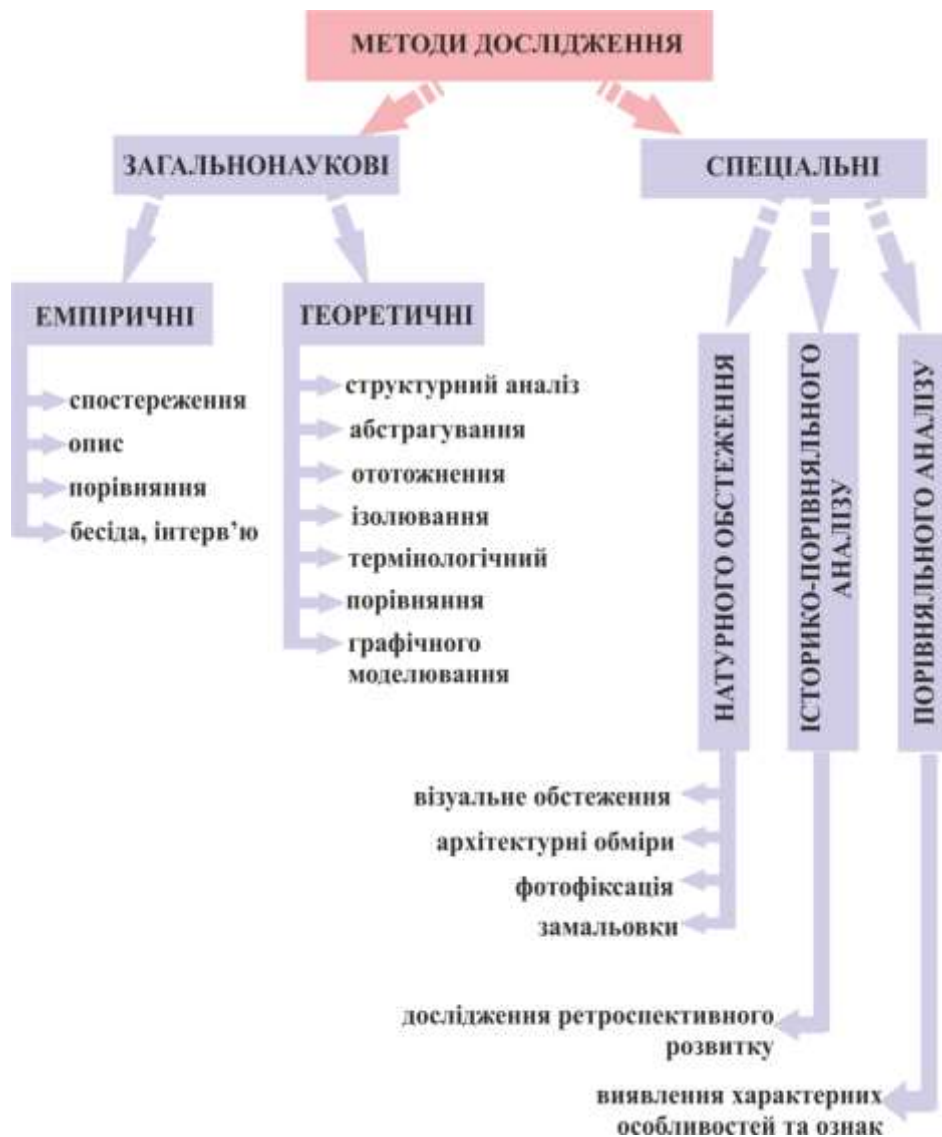 МЕТОДИ ДОСЛІДЖЕННЯ
ЗАГАЛЬНОНАУКОВІ
СПЕЦІАЛЬНІ
ЕМПІРИЧНІ
ТЕОРЕТИЧНІ
спостереження
опис
порівняння
бесіда, інтерв’ю
структурний аналіз
абстрагування
ототожнення
ізолювання
термінологічний
порівняння
графічного
моделювання
НАТУРНОГО ОБСТЕЖЕННЯ
ІСТОРИКО-ПОРІВНЯЛЬНОГО
АНАЛІЗУ
ПОРІВНЯЛЬНОГО АНАЛІЗУ
візуальне обстеження
архітектурні обміри
фотофіксація
замальовки
дослідження ретроспективного
розвитку
виявлення характерних
особливостей та ознак